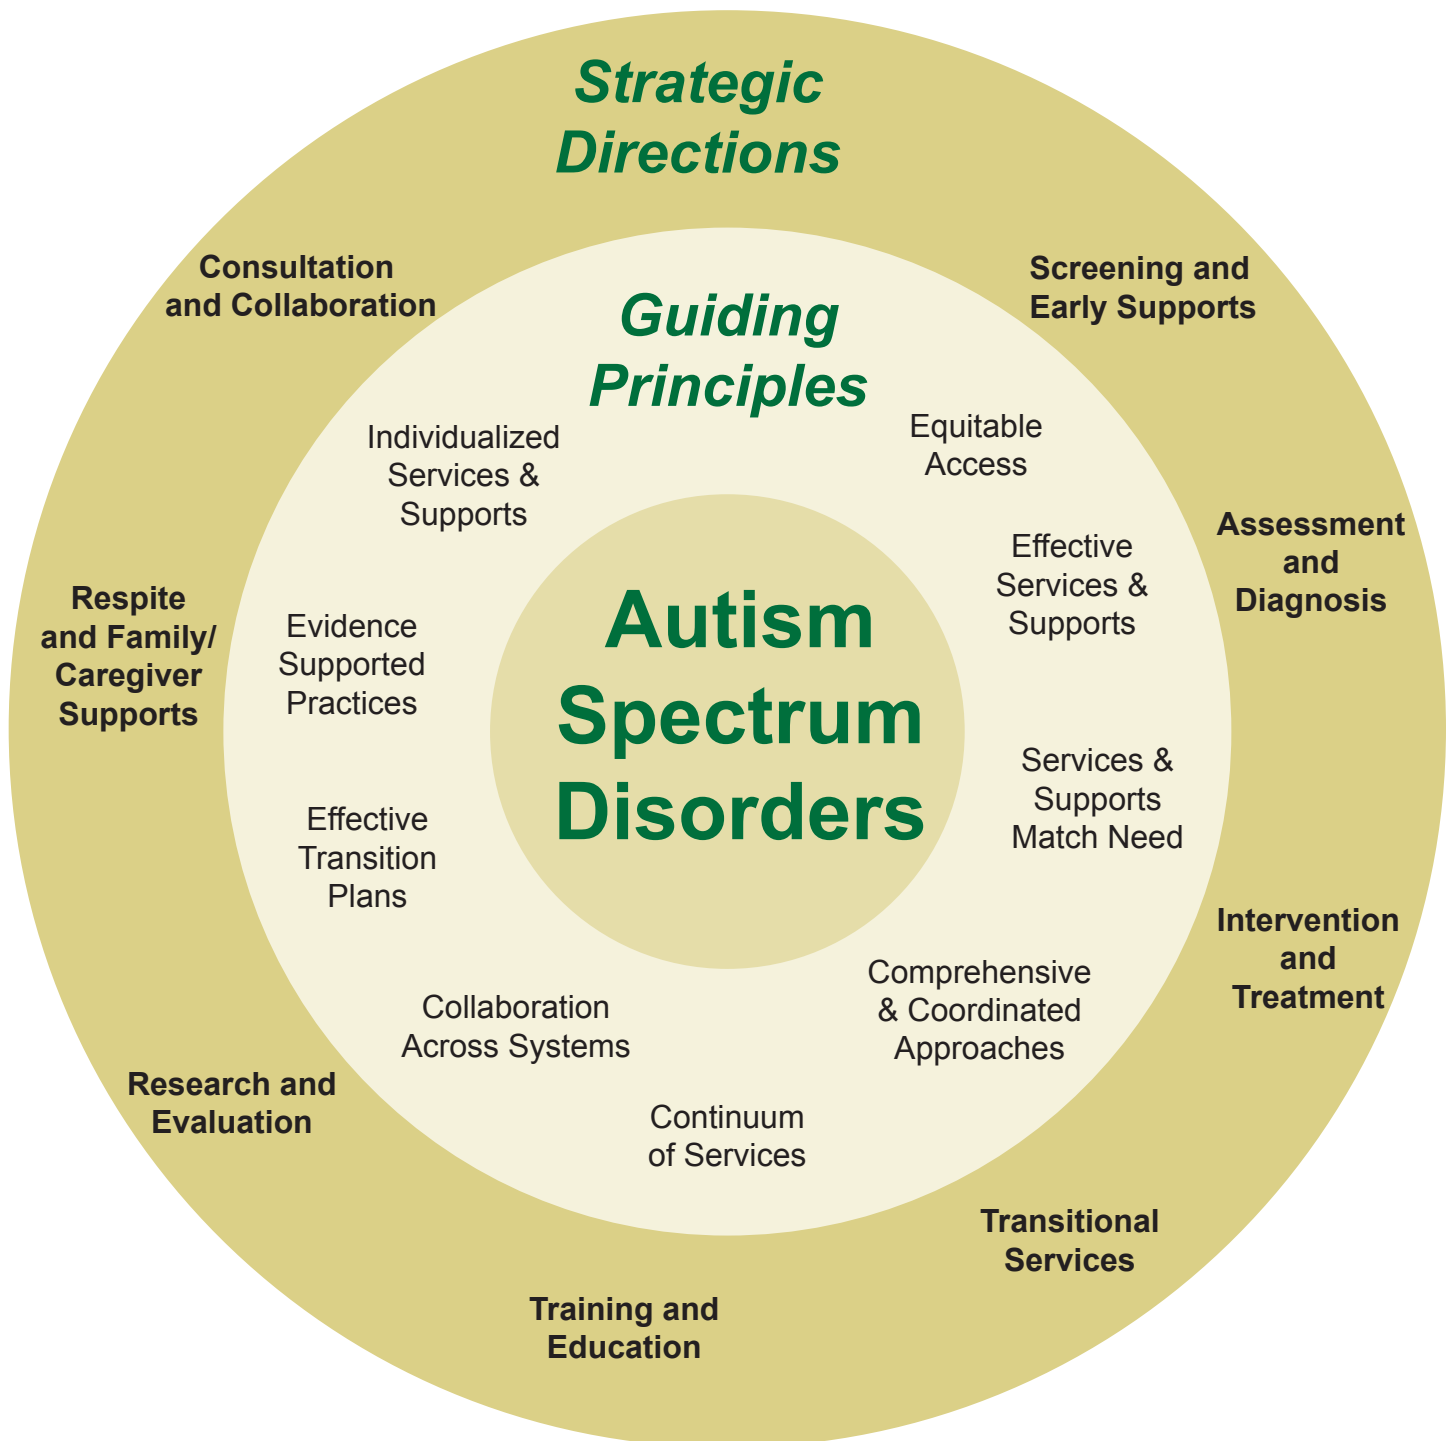 Strategic
Directions
Screening and
Early Supports
Assessment
and
Diagnosis
Intervention
and
Treatment
Transitional
Services
Training and
Education
Research and
Evaluation
Respite
and Family/
Caregiver
Supports
Consultation
and Collaboration
Guiding
Principles
Equitable
Access
Effective
Services &
Supports
Services &
Supports
Match Need
Comprehensive
& Coordinated
Approaches
Continuum
of Services
Collaboration
Across Systems
Effective
Transition
Plans
Evidence
Supported
Practices
Individualized
Services &
Supports
Autism
Spectrum
Disorders